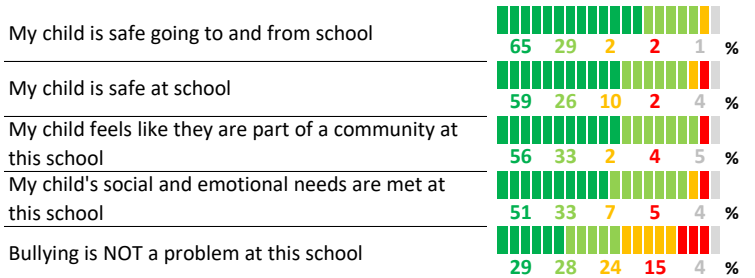 My child is safe going to and from school
65 29 2 2 1 %
My child is safe at school
59 26 10 2 4 %
My child feels like they are part of a community at
this school
56 33 2 4 5 %
My child's social and emotional needs are met at
this school
51 33 7 5 4 %
Bullying is NOT a problem at this school
29 28 24 15 4 %